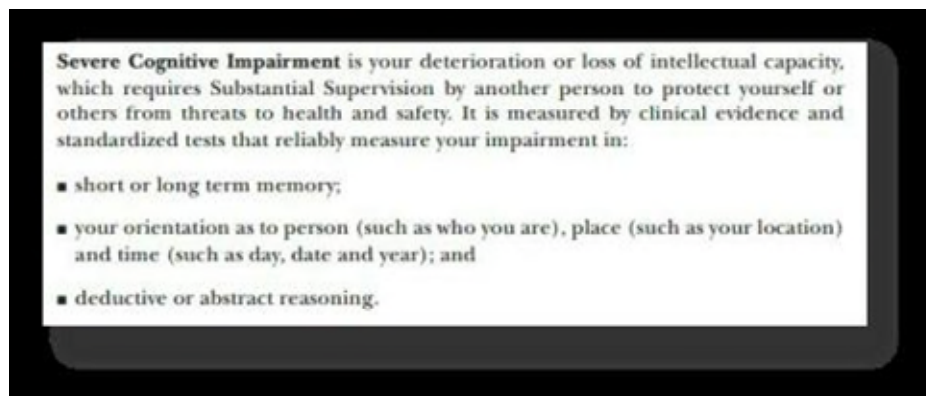 Severe Cognitive Impairment is your deterioration or loss of intellectual capacity,
which requires Substantial Supervision by another person to protect yourself or
others from threats to health and safety. It is measured by clinical evidence and
standardized tests that reliably measure your impairment in:
▪ short or long term memory;
▪ your orientation as to person (such as who you are), place (such as your location)
and time (such as day, date and year); and
▪ deductive or abstract reasoning.